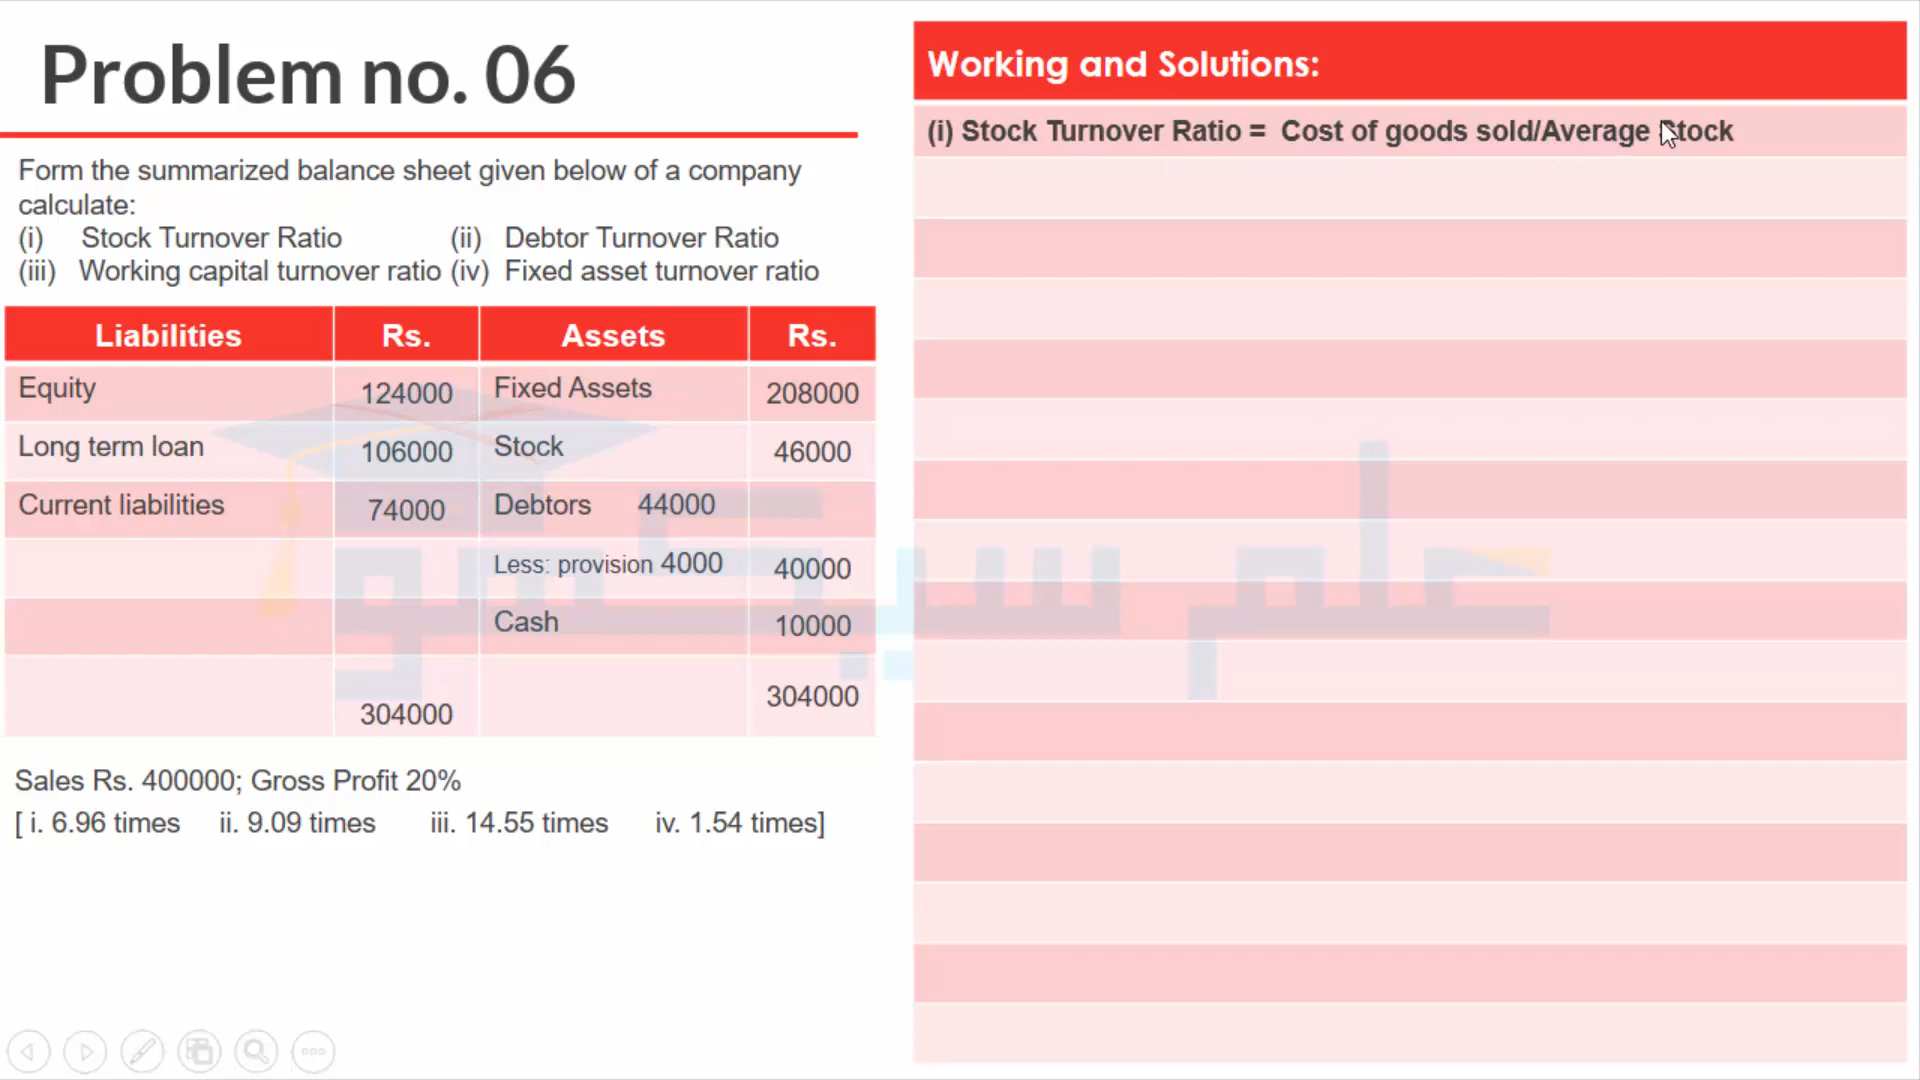 Problem no. 06
Form the summarized balance sheet given below of a company
calculate:
(i) Stock Turnover Ratio (ii) Debtor Turnover Ratio
(iii) Working capital turnover ratio (iv) Fixed asset turnover ratio
Liabilities Rs. Assets Rs.
Equity 124000 Fixed Assets 208000
Long term loan 106000 Stock 46000
Current liabilities 74000 Debtors 44000
Less: provision 4000 40000
Cash 10000
304000 304000
Sales Rs. 400000; Gross Profit 20%
[ i. 6.96 times ii. 9.09 times iii. 14.55 times iv. 1.54 times]
Working and Solutions:
(i) Stock Turnover Ratio = Cost of goods sold/Average Stock
علم سیکھو